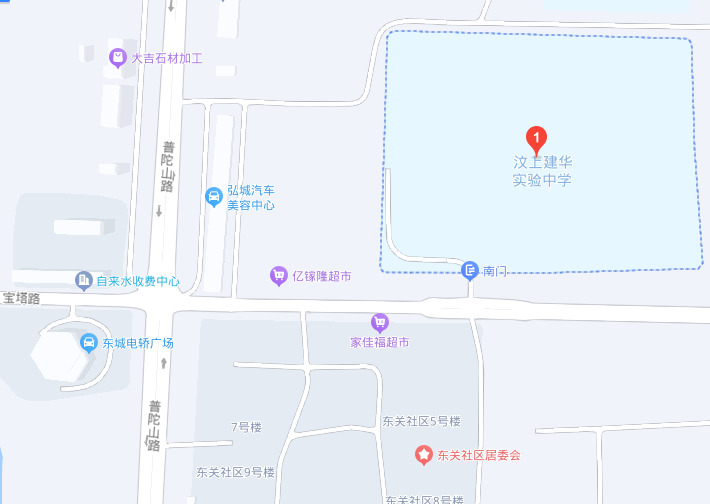 大吉石材加工
1
汶上建华
实验中学
普陀山路
弘城汽车
美容中心
南门
亿镓隆超市
自来水收费中心
宝塔路
家佳福超市
东城电轿广场
普陀山路
7号楼
东关社区5号楼
东关社区居委会
东关社区9号楼
东关社区8号楼